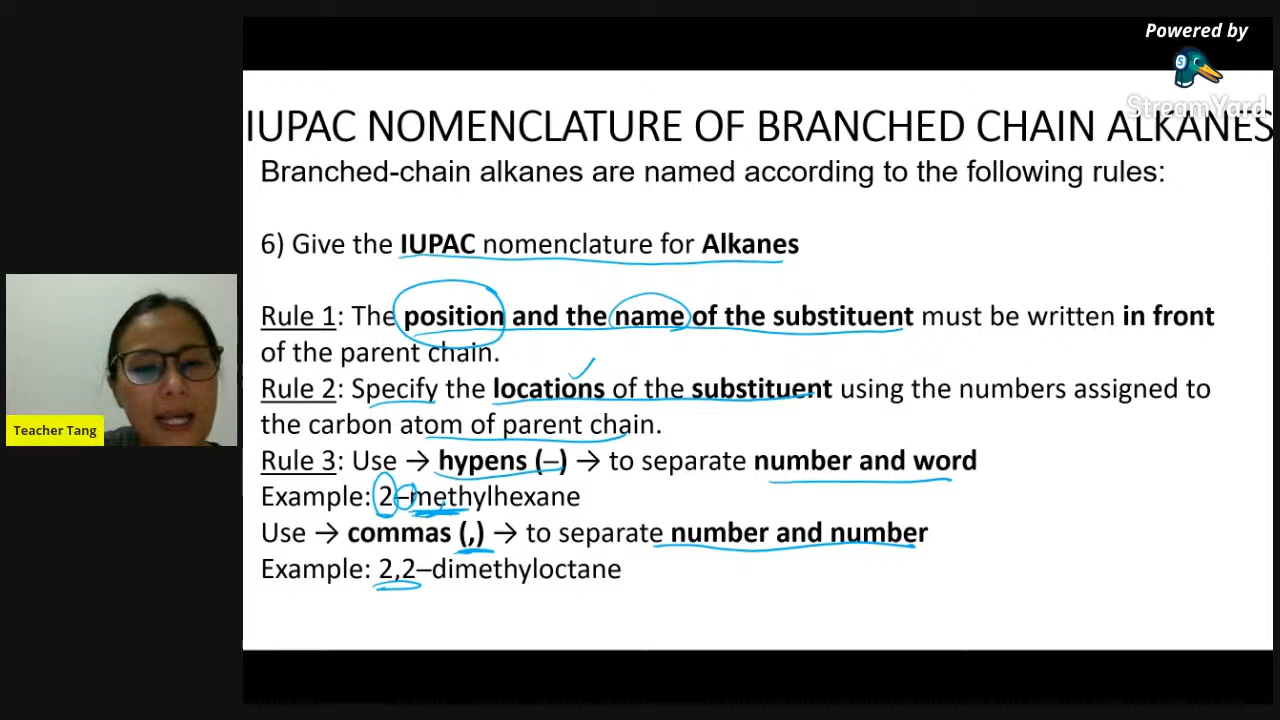 Powered by
StreamYard
IUPAC NOMENCLATURE OF BRANCHED CHAIN ALKANES
Branched-chain alkanes are named according to the following rules:
6) Give the IUPAC nomenclature for Alkanes
Rule 1: The position and the name of the substituent must be written in front
of the parent chain.
Rule 2: Specify the locations of the substituent using the numbers assigned to
the carbon atom of parent chain.
Rule 3: Use → hypens (–) → to separate number and word
Example: 2–methylhexane
Use → commas (,) → to separate number and number
Example: 2,2–dimethyloctane
Teacher Tang